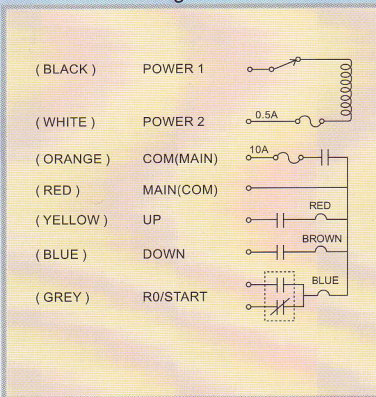 ( BLACK ) POWER 1
( WHITE ) POWER 2 0.5A
( ORANGE ) COM(MAIN) 10A
( RED ) MAIN(COM)
( YELLOW ) UP RED
( BLUE ) DOWN BROWN
( GREY ) R0/START BLUE